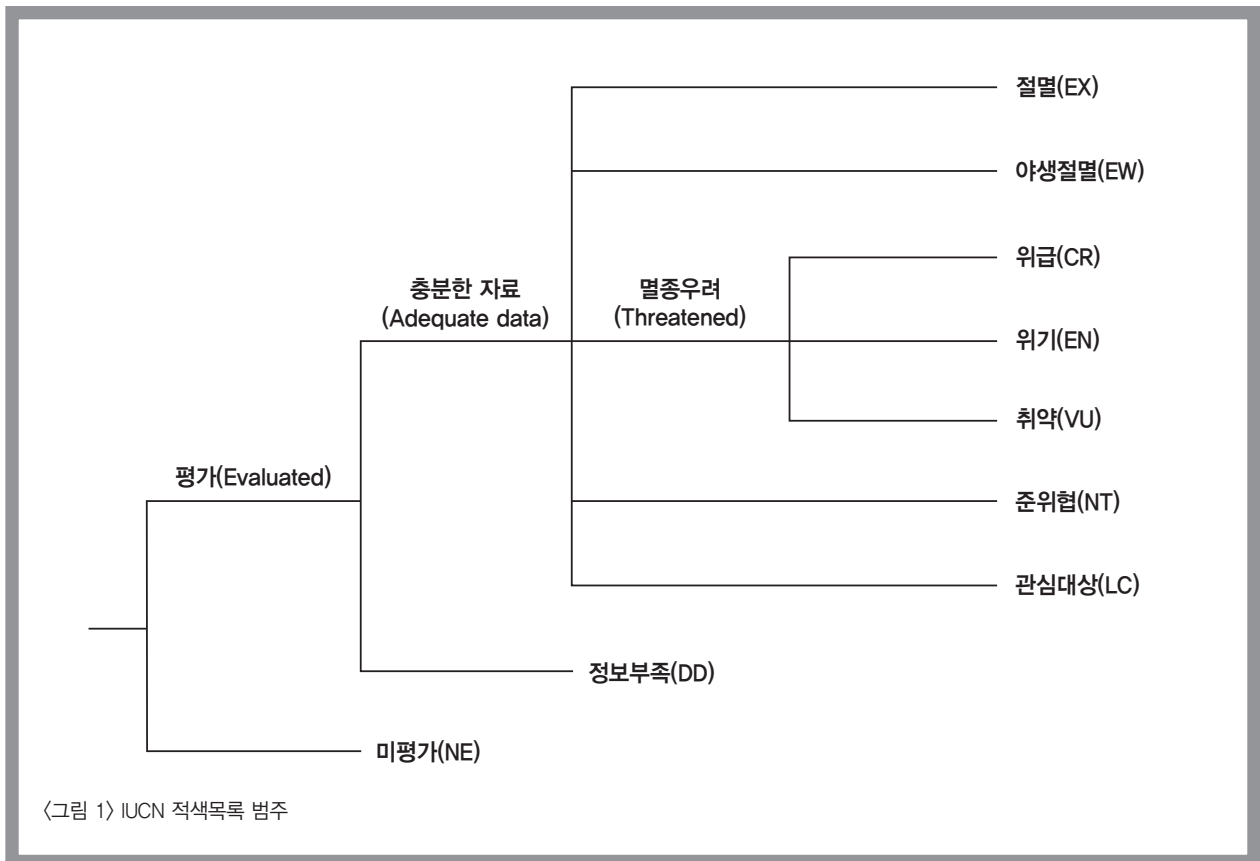 절멸(EX)
야생절멸(EW)
위급(CR)
충분한 자료
(Adequate data)
멸종우려
(Threatened)
위기(EN)
취약(VU)
평가(Evaluated)
준위협(NT)
관심대상(LC)
정보부족(DD)
미평가(NE)
〈그림 1〉 IUCN 적색목록 범주